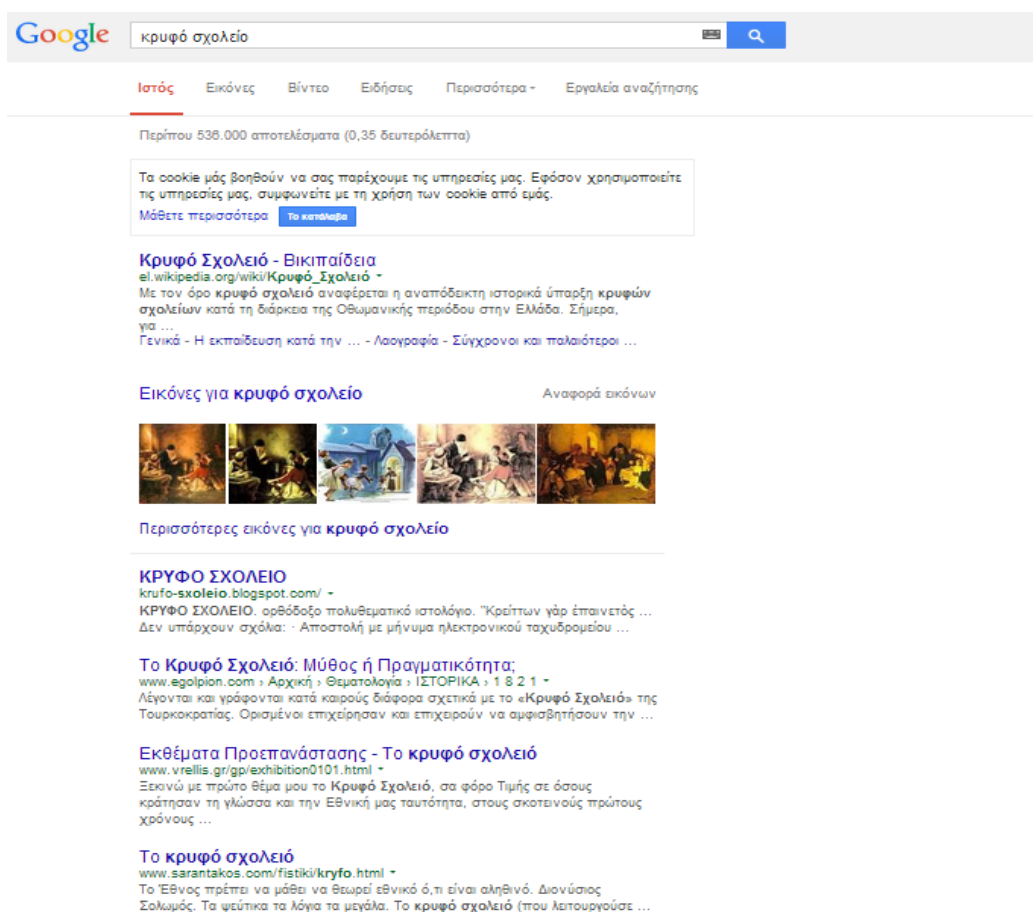 Google
κρυφό σχολείο
Ιστός Εικόνες Βίντεο Ειδήσεις Περισσότερα Εργαλεία αναζήτησης
Περίπου 536.000 αποτελέσματα (0,35 δευτερόλεπτα)
Τα cookie μάς βοηθούν να σας παρέχουμε τις υπηρεσίες μας. Εφόσον χρησιμοποιείτε
τις υπηρεσίες μας, συμφωνείτε με τη χρήση των cookie από εμάς.
Μάθετε περισσότερα Το κατάλαβα
Κρυφό Σχολειό - Βικιπαίδεια
el.wikipedia.org/wiki/Κρυφό_Σχολειό
Με τον όρο κρυφό σχολειό αναφέρεται η αναπόδεικτη ιστορικά ύπαρξη κρυφών
σχολείων κατά τη διάρκεια της Οθωμανικής περιόδου στην Ελλάδα. Σήμερα,
για ...
Γενικά - Η εκπαίδευση κατά την ... - Λαογραφία - Σύγχρονοι και παλαιότεροι ...
Εικόνες για κρυφό σχολείο Αναφορά εικόνων
Περισσότερες εικόνες για κρυφό σχολείο
ΚΡΥΦΟ ΣΧΟΛΕΙΟ
krufo-sxoleio.blogspot.com/
ΚΡΥΦΟ ΣΧΟΛΕΙΟ. ορθόδοξο πολυθεματικό ιστολόγιο. "Κρείττων γὰρ ἐπαινετὸς ...
Δεν υπάρχουν σχόλια: · Αποστολή με μήνυμα ηλεκτρονικού ταχυδρομείου ...
Το Κρυφό Σχολειό: Μύθος ή Πραγματικότητα;
www.egolpion.com › Αρχική › Θεματολογία › ΙΣΤΟΡΙΚΑ › 1 8 2 1
Λέγονται και γράφονται κατά καιρούς διάφορα σχετικά με το «Κρυφό Σχολειό» της
Τουρκοκρατίας. Ορισμένοι επιχείρησαν και επιχειρούν να αμφισβητήσουν την ...
Εκθέματα Προεπανάστασης - Το κρυφό σχολειό
www.vrellis.gr/gp/exhibition0101.html
Ξεκινώ με πρώτο θέμα μου το Κρυφό Σχολειό, σα φόρο Τιμής σε όσους
κράτησαν τη γλώσσα και την Εθνική μας ταυτότητα, στους σκοτεινούς πρώτους
χρόνους ...
Το κρυφό σχολειό
www.sarantakos.com/fistiki/kryfo.html
Το Έθνος πρέπει να μάθει να θεωρεί εθνικό ό,τι είναι αληθινό. Διονύσιος
Σολωμός. Τα ψεύτικα τα λόγια τα μεγάλα. Το κρυφό σχολειό (που λειτουργούσε ...